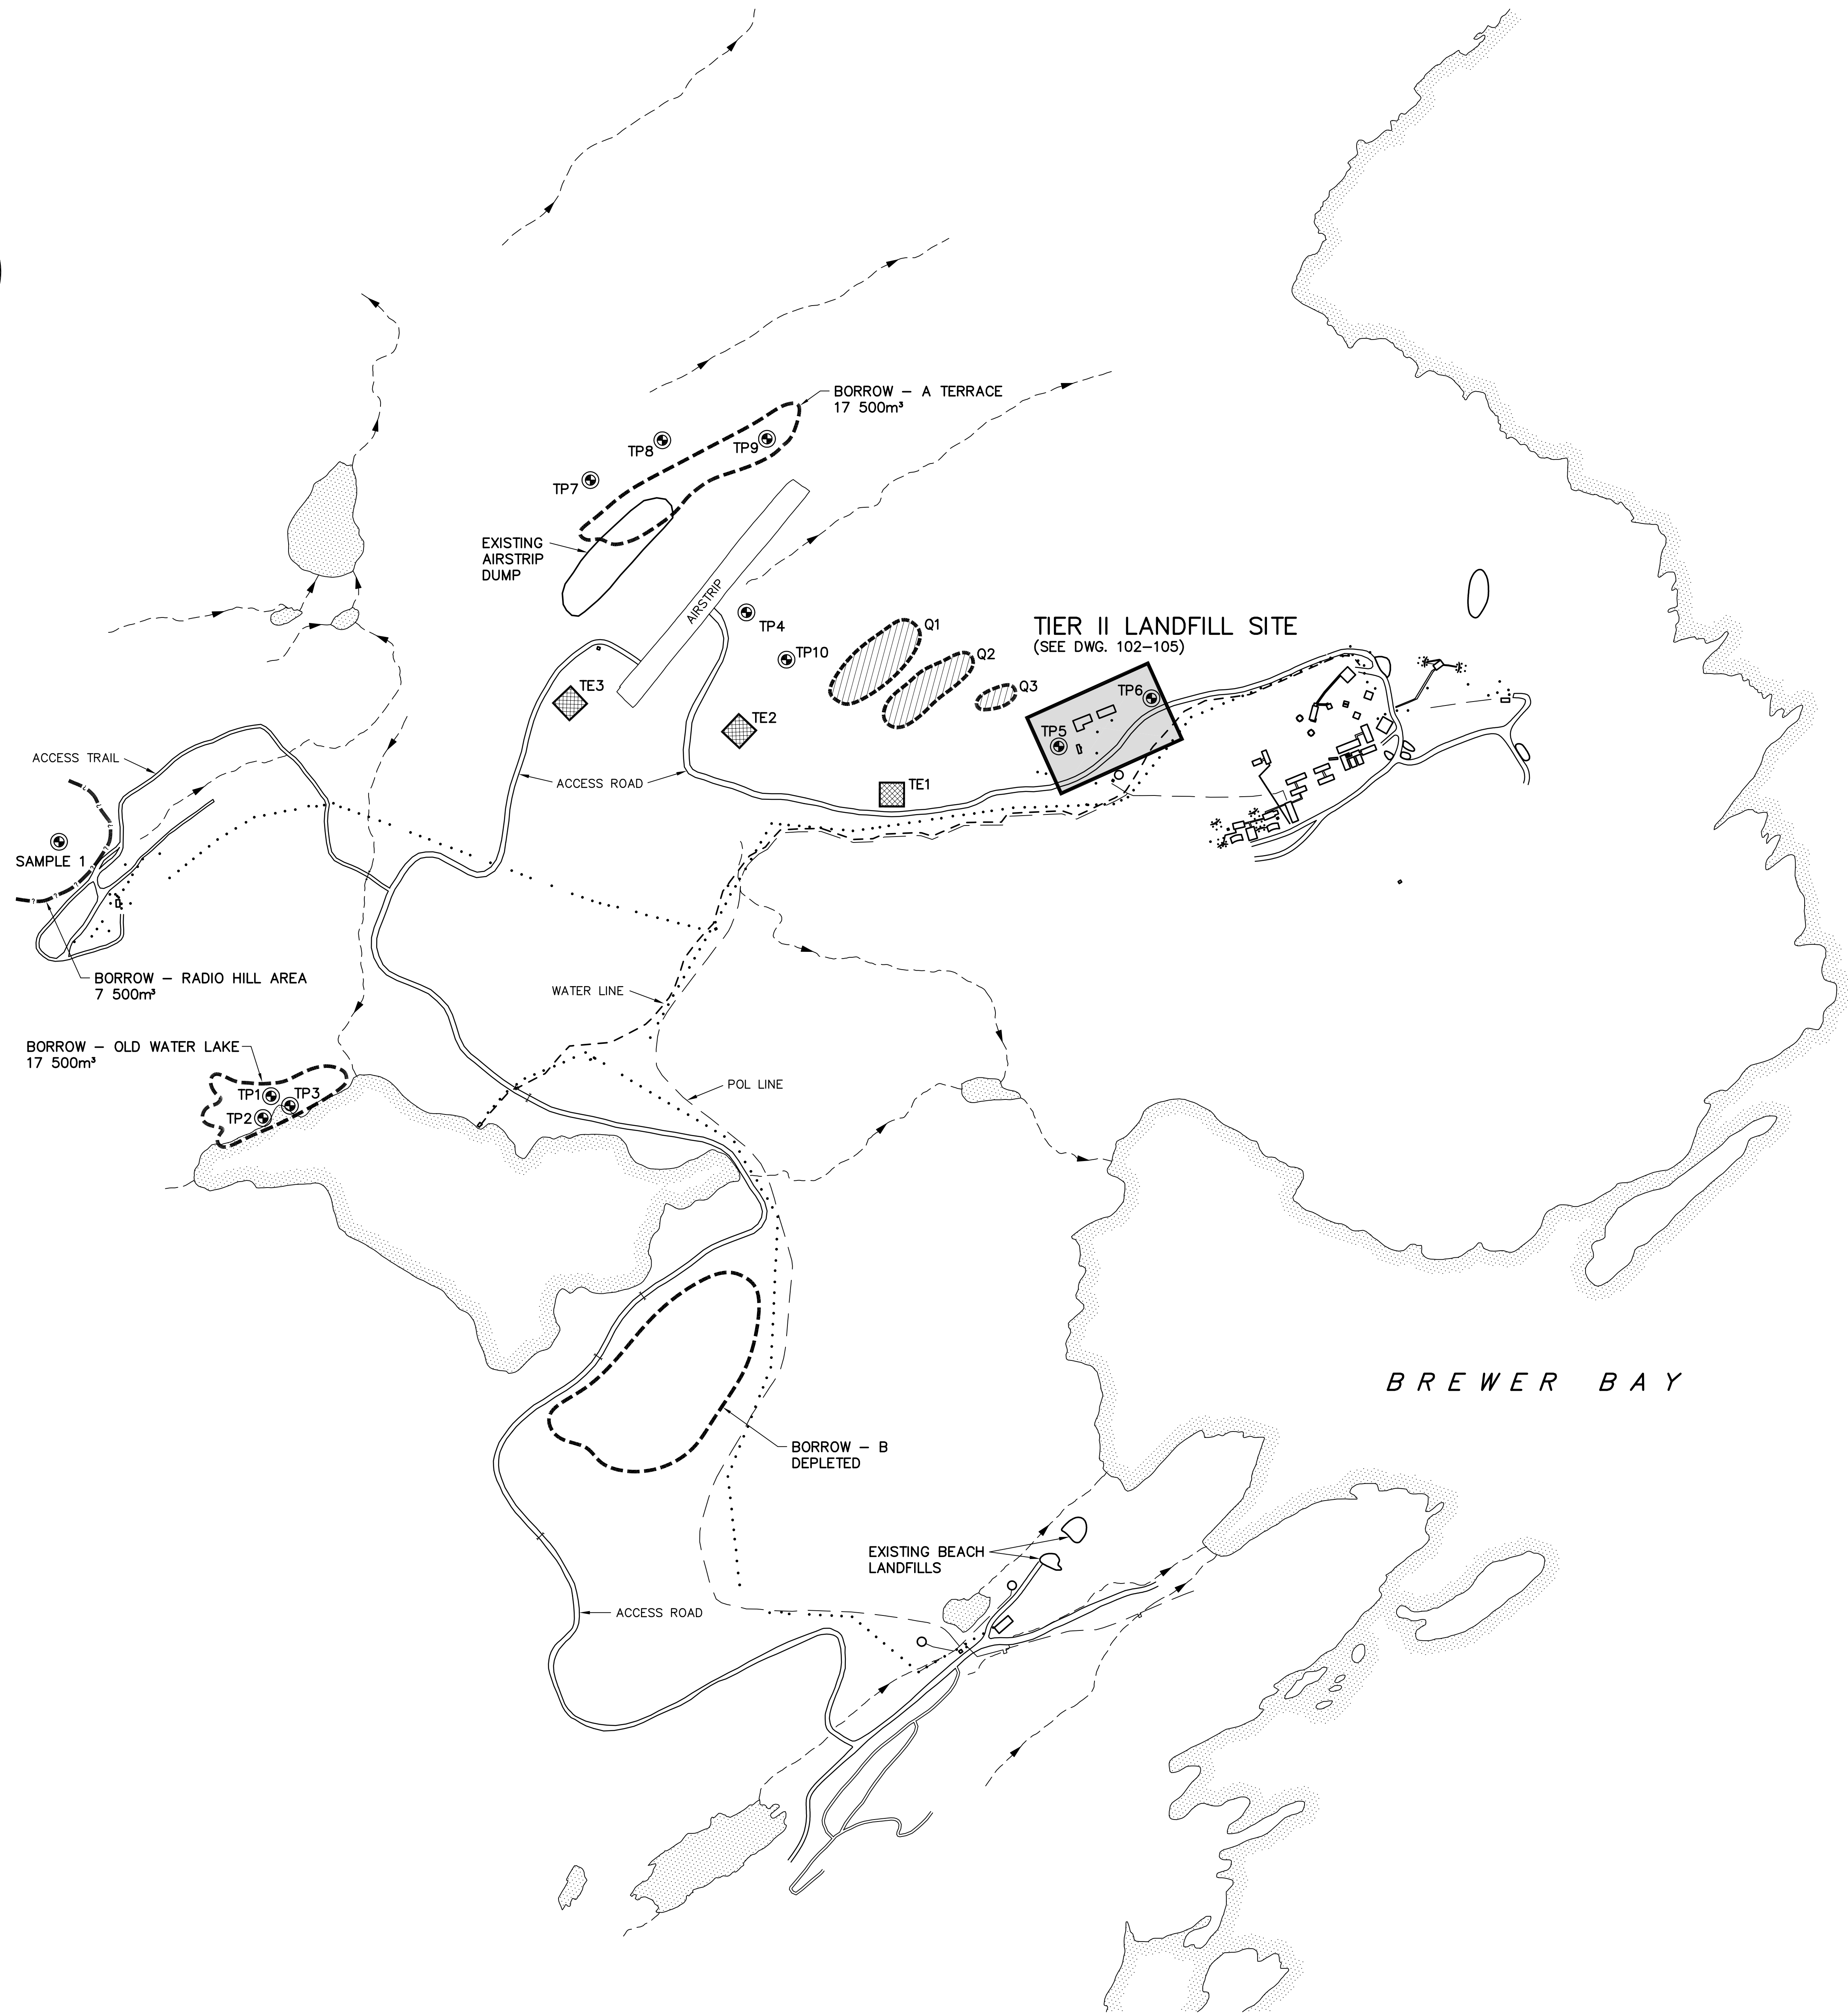 BORROW – A TERRACE
17 500m³
TP8
TP9
TP7
EXISTING
AIRSTRIP
DUMP
AIRSTRIP
TP4
TP10
Q1
Q2
Q3
TIER II LANDFILL SITE
(SEE DWG. 102–105)
TE3
TE2
TE1
TP6
TP5
ACCESS TRAIL
ACCESS ROAD
SAMPLE 1
BORROW – RADIO HILL AREA
7 500m³
WATER LINE
BORROW – OLD WATER LAKE
17 500m³
TP1
TP3
TP2
POL LINE
BREWER BAY
BORROW – B
DEPLETED
EXISTING BEACH
LANDFILLS
ACCESS ROAD